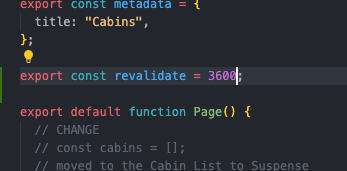 export const metadata = {
  title: "Cabins",
};
export const revalidate = 3600;
export default function Page() {
  // CHANGE
  // const cabins = [];
  // moved to the Cabin List to Suspense